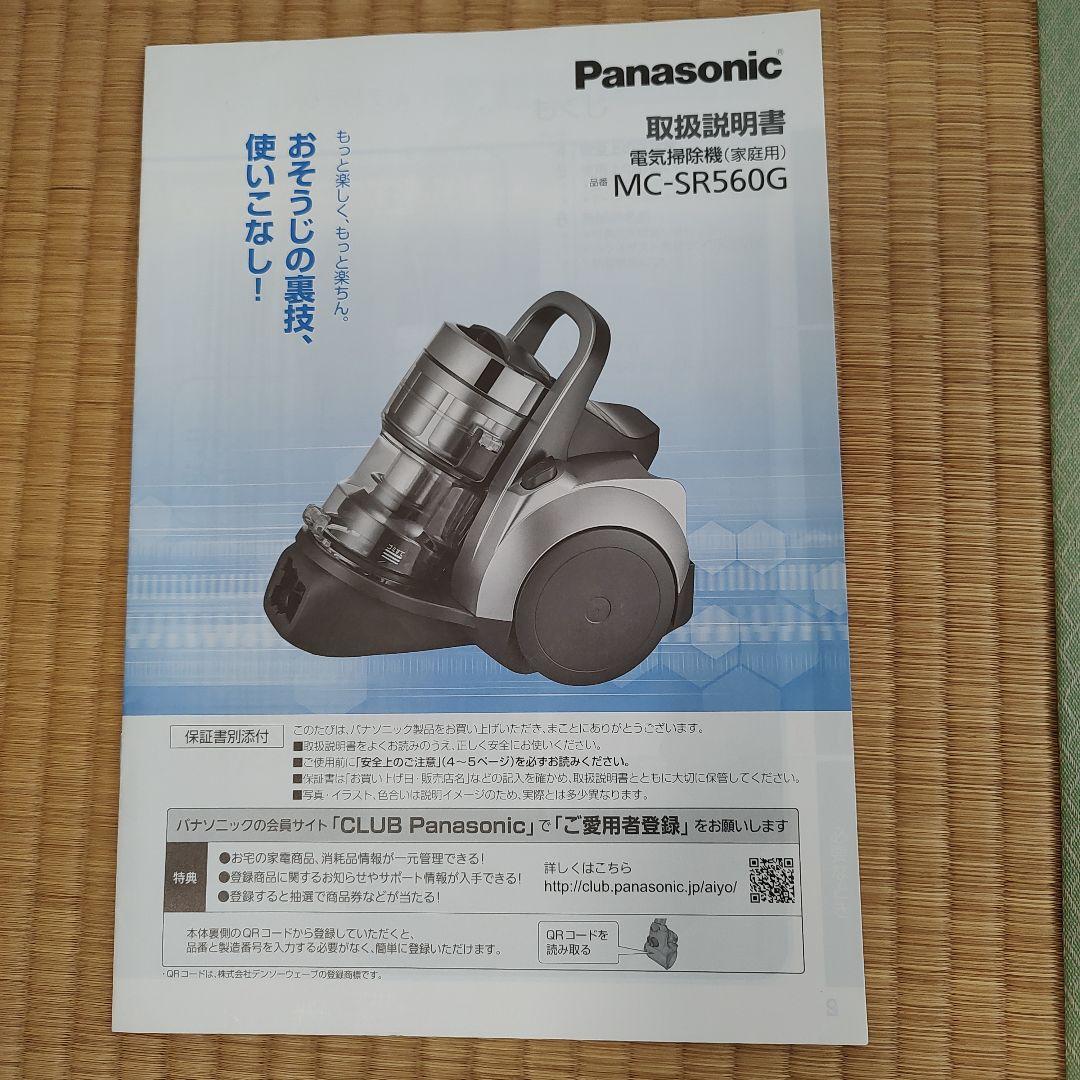 Panasonic®
取扱説明書
電気掃除機(家庭用)
品番 MC-SR560G
もっと楽しく、もっと楽ちん。
おそうじの裏技、
使いこなし!
保証書別添付
このたびは、パナソニック製品をお買い上げいただき、まことにありがとうございます。
■取扱説明書をよくお読みのうえ、正しく安全にお使いください。
■ご使用前に「安全上のご注意」(4〜5ページ)を必ずお読みください。
■保証書は「お買い上げ日・販売店名」などの記入を確かめ、取扱説明書とともに大切に保管してください。
■写真・イラスト、色合いは説明イメージのため、実際とは多少異なります。
パナソニックの会員サイト「CLUB Panasonic」で「ご愛用者登録」をお願いします
特典
●お宅の家電商品、消耗品情報が一元管理できる!
●登録商品に関するお知らせやサポート情報が入手できる!
●登録すると抽選で商品券などが当たる!
詳しくはこちら
http://club.panasonic.jp/aiyo/
本体裏側のQRコードから登録していただくと、
品番と製造番号を入力する必要がなく、簡単に登録いただけます。
QRコードを
読み取る
・QRコードは、株式会社デンソーウェーブの登録商標です。